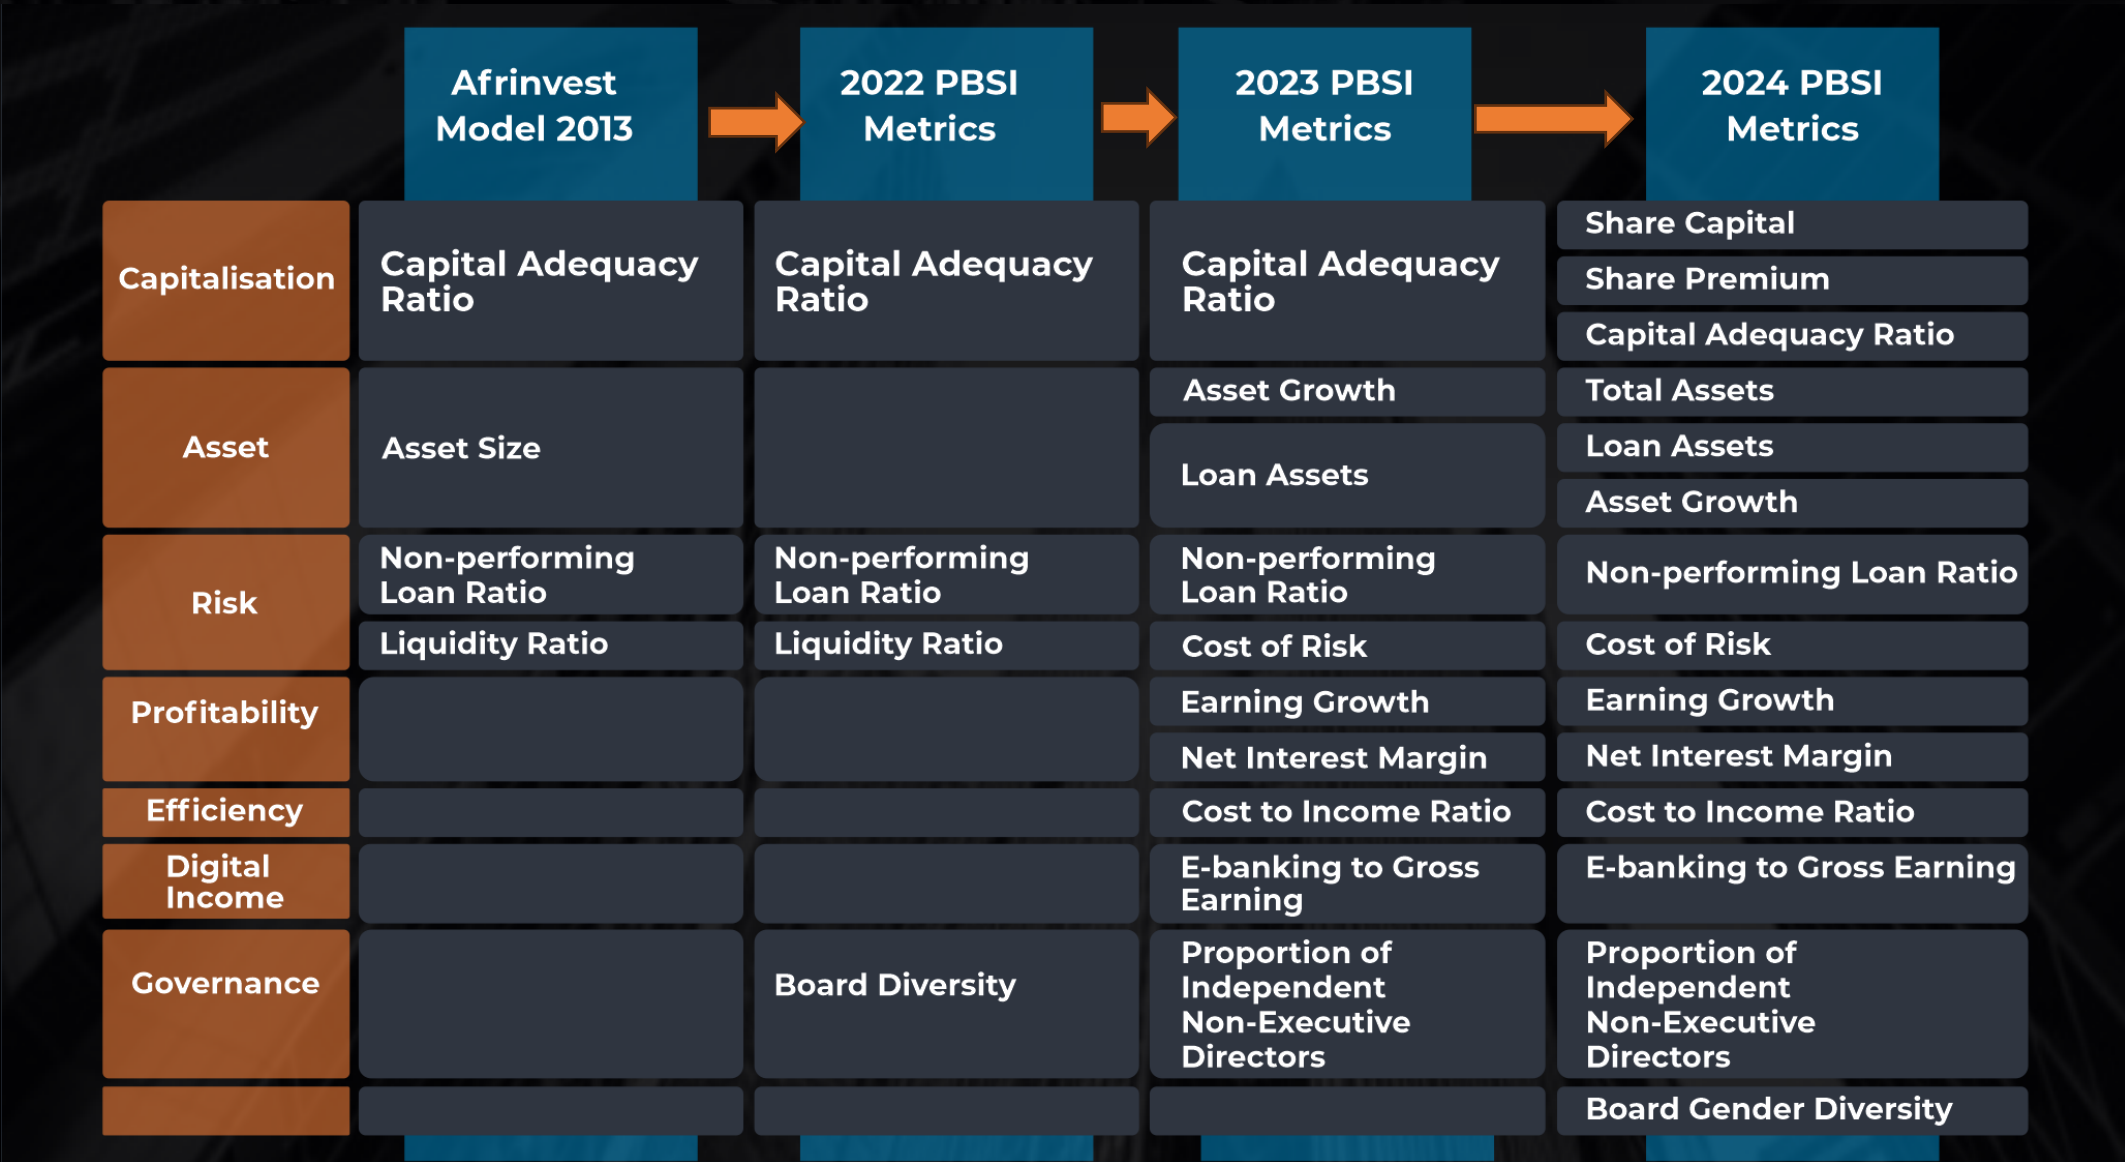 Afrinvest
Model 2013
2022 PBSI
Metrics
2023 PBSI
Metrics
2024 PBSI
Metrics
Capitalisation
Capital Adequacy
Ratio
Capital Adequacy
Ratio
Capital Adequacy
Ratio
Share Capital
Share Premium
Capital Adequacy Ratio
Asset
Asset Size
Asset Growth
Loan Assets
Total Assets
Loan Assets
Asset Growth
Risk
Non-performing
Loan Ratio
Non-performing
Loan Ratio
Non-performing
Loan Ratio
Non-performing Loan Ratio
Liquidity Ratio
Liquidity Ratio
Cost of Risk
Cost of Risk
Profitability
Earning Growth
Earning Growth
Net Interest Margin
Net Interest Margin
Efficiency
Cost to Income Ratio
Cost to Income Ratio
Digital
Income
E-banking to Gross
Earning
E-banking to Gross Earning
Governance
Board Diversity
Proportion of
Independent
Non-Executive
Directors
Proportion of
Independent
Non-Executive
Directors
Board Gender Diversity